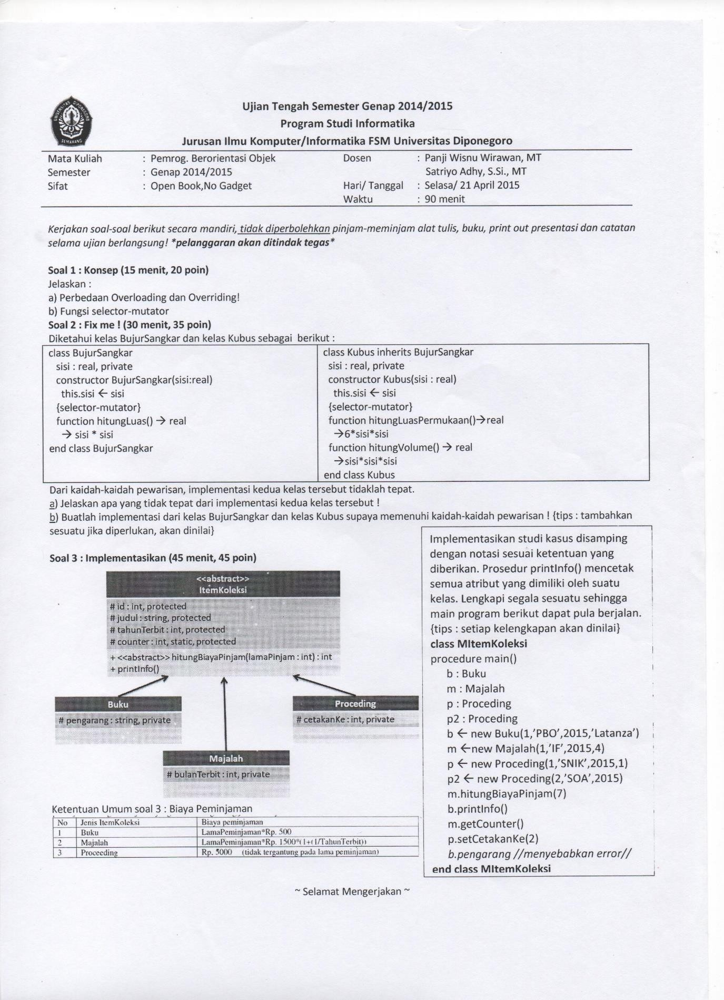 UNIVERSITAS DIPONEGORO
SEMARANG
Ujian Tengah Semester Genap 2014/2015
Program Studi Informatika
Jurusan Ilmu Komputer/Informatika FSM Universitas Diponegoro
Mata Kuliah : Pemrog. Berorientasi Objek Dosen : Panji Wisnu Wirawan, MT
Semester : Genap 2014/2015 Satriyo Adhy, S.Si., MT
Sifat : Open Book,No Gadget Hari/ Tanggal : Selasa/ 21 April 2015
Waktu : 90 menit
Kerjakan soal-soal berikut secara mandiri, tidak diperbolehkan pinjam-meminjam alat tulis, buku, print out presentasi dan catatan
selama ujian berlangsung! *pelanggaran akan ditindak tegas*
Soal 1 : Konsep (15 menit, 20 poin)
Jelaskan :
a) Perbedaan Overloading dan Overriding!
b) Fungsi selector-mutator
Soal 2 : Fix me ! (30 menit, 35 poin)
Diketahui kelas BujurSangkar dan kelas Kubus sebagai berikut :
class BujurSangkar
sisi : real, private
constructor BujurSangkar(sisi:real)
this.sisi ← sisi
{selector-mutator}
function hitungLuas() → real
→ sisi * sisi
end class BujurSangkar
class Kubus inherits BujurSangkar
sisi : real, private
constructor Kubus(sisi : real)
this.sisi ← sisi
{selector-mutator}
function hitungLuasPermukaan()→real
→6*sisi*sisi
function hitungVolume() → real
→sisi*sisi*sisi
end class Kubus
Dari kaidah-kaidah pewarisan, implementasi kedua kelas tersebut tidaklah tepat.
a) Jelaskan apa yang tidak tepat dari implementasi kedua kelas tersebut !
b) Buatlah implementasi dari kelas BujurSangkar dan kelas Kubus supaya memenuhi kaidah-kaidah pewarisan ! {tips : tambahkan
sesuatu jika diperlukan, akan dinilai}
Soal 3 : Implementasikan (45 menit, 45 poin)
<<abstract>>
ItemKoleksi
# id : int, protected
# judul : string, protected
# tahunTerbit : int, protected
# counter : int, static, protected
+ <<abstract>> hitungBiayaPinjam(lamaPinjam : int) : int
+ printInfo()
Buku
# pengarang : string, private
Proceding
# cetakanKe : int, private
Majalah
# bulanTerbit : int, private
Ketentuan Umum soal 3 : Biaya Peminjaman
No Jenis ItemKoleksi Biaya peminjaman
1 Buku LamaPeminjaman*Rp. 500
2 Majalah LamaPeminjaman*Rp. 1500*(1+(1/TahunTerbit))
3 Proceeding Rp. 5000 (tidak tergantung pada lama peminjaman)
Implementasikan studi kasus disamping
dengan notasi sesuai ketentuan yang
diberikan. Prosedur printInfo() mencetak
semua atribut yang dimiliki oleh suatu
kelas. Lengkapi segala sesuatu sehingga
main program berikut dapat pula berjalan.
{tips : setiap kelengkapan akan dinilai}
class MItemKoleksi
procedure main()
b : Buku
m : Majalah
p : Proceding
p2 : Proceding
b ← new Buku(1,’PBO’,2015,’Latanza’)
m ←new Majalah(1,’IF’,2015,4)
p ← new Proceding(1,’SNIK’,2015,1)
p2 ← new Proceding(2,’SOA’,2015)
m.hitungBiayaPinjam(7)
b.printInfo()
m.getCounter()
p.setCetakanKe(2)
b.pengarang //menyebabkan error//
end class MItemKoleksi
~ Selamat Mengerjakan ~